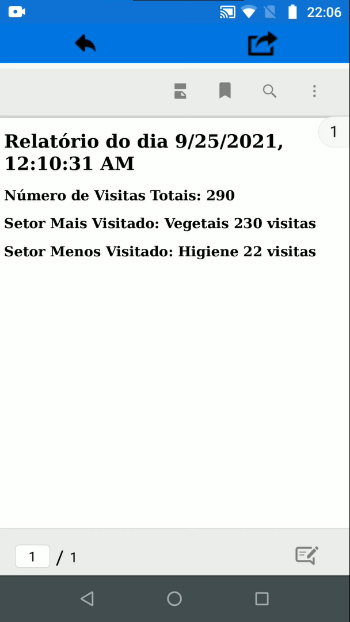 22:06
1
Relatório do dia 9/25/2021,
12:10:31 AM
Número de Visitas Totais: 290
Setor Mais Visitado: Vegetais 230 visitas
Setor Menos Visitado: Higiene 22 visitas
1 / 1